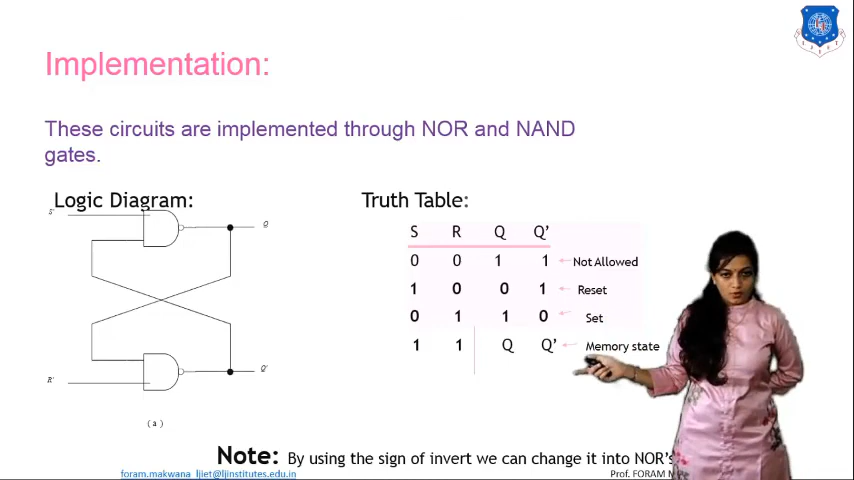 Implementation:
These circuits are implemented through NOR and NAND
gates.
Logic Diagram:
Truth Table:
S'
Q
R'
Q'
(a)
S R Q Q'
0 0 1 1 Not Allowed
1 0 0 1 Reset
0 1 1 0 Set
1 1 Q Q' Memory state
Note: By using the sign of invert we can change it into NOR's
foram.makwana_ljiet@ljinstitutes.edu.in
Prof. FORAM